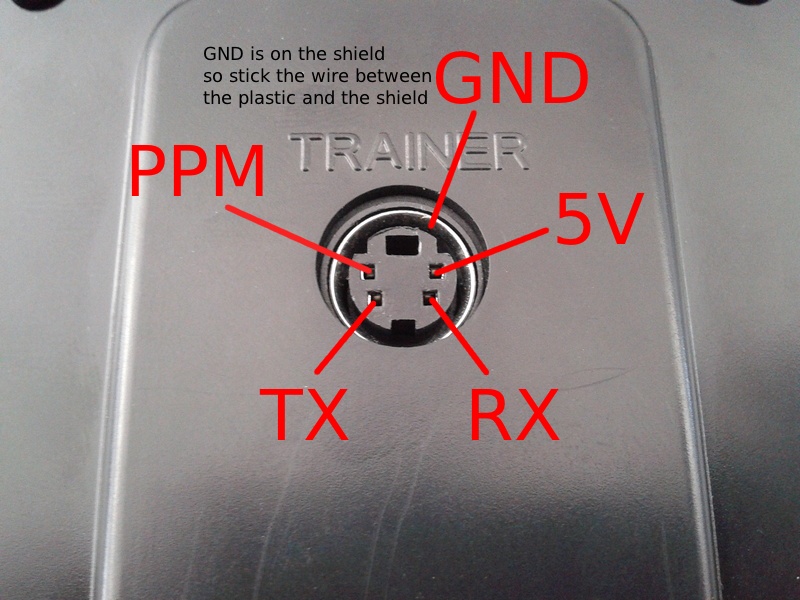 GND is on the shield
so stick the wire between
the plastic and the shield
GND
TRAINER
PPM
5V
TX
RX